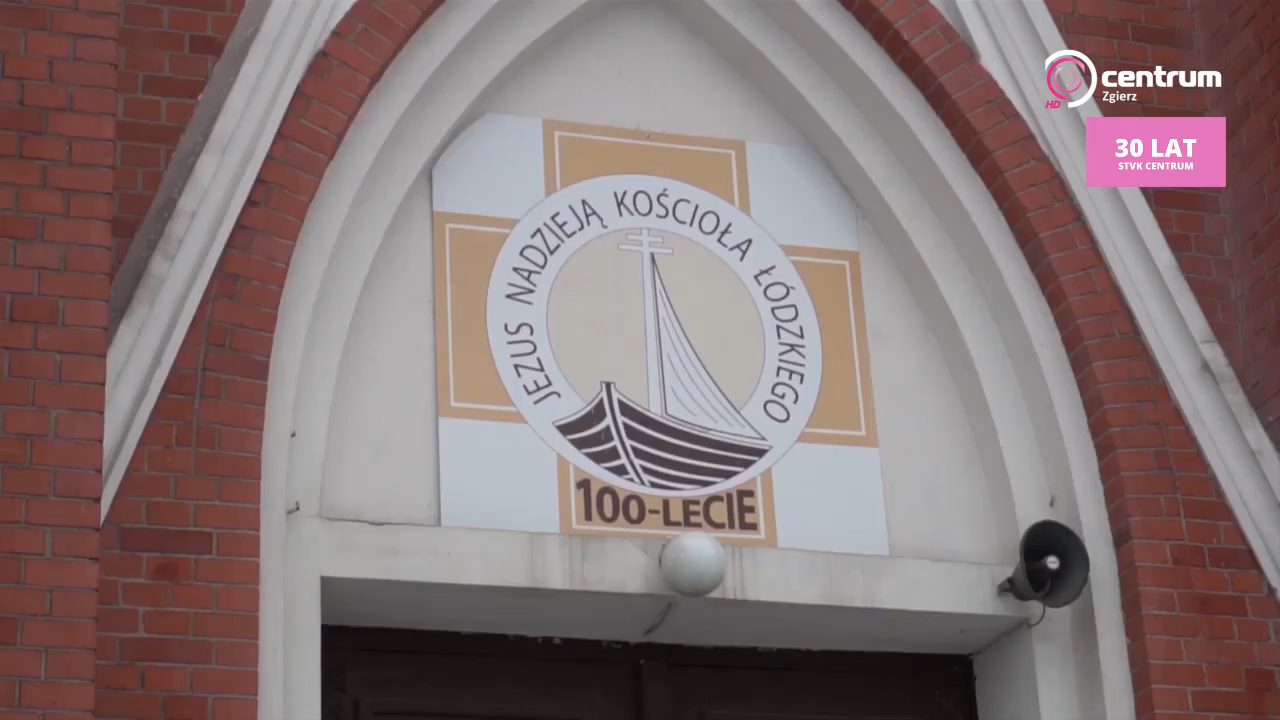 centrum
Zgierz
HD
30 LAT
STVK CENTRUM
JEZUS NADZIEJĄ KOŚCIOŁA ŁÓDZKIEGO
100-LECIE